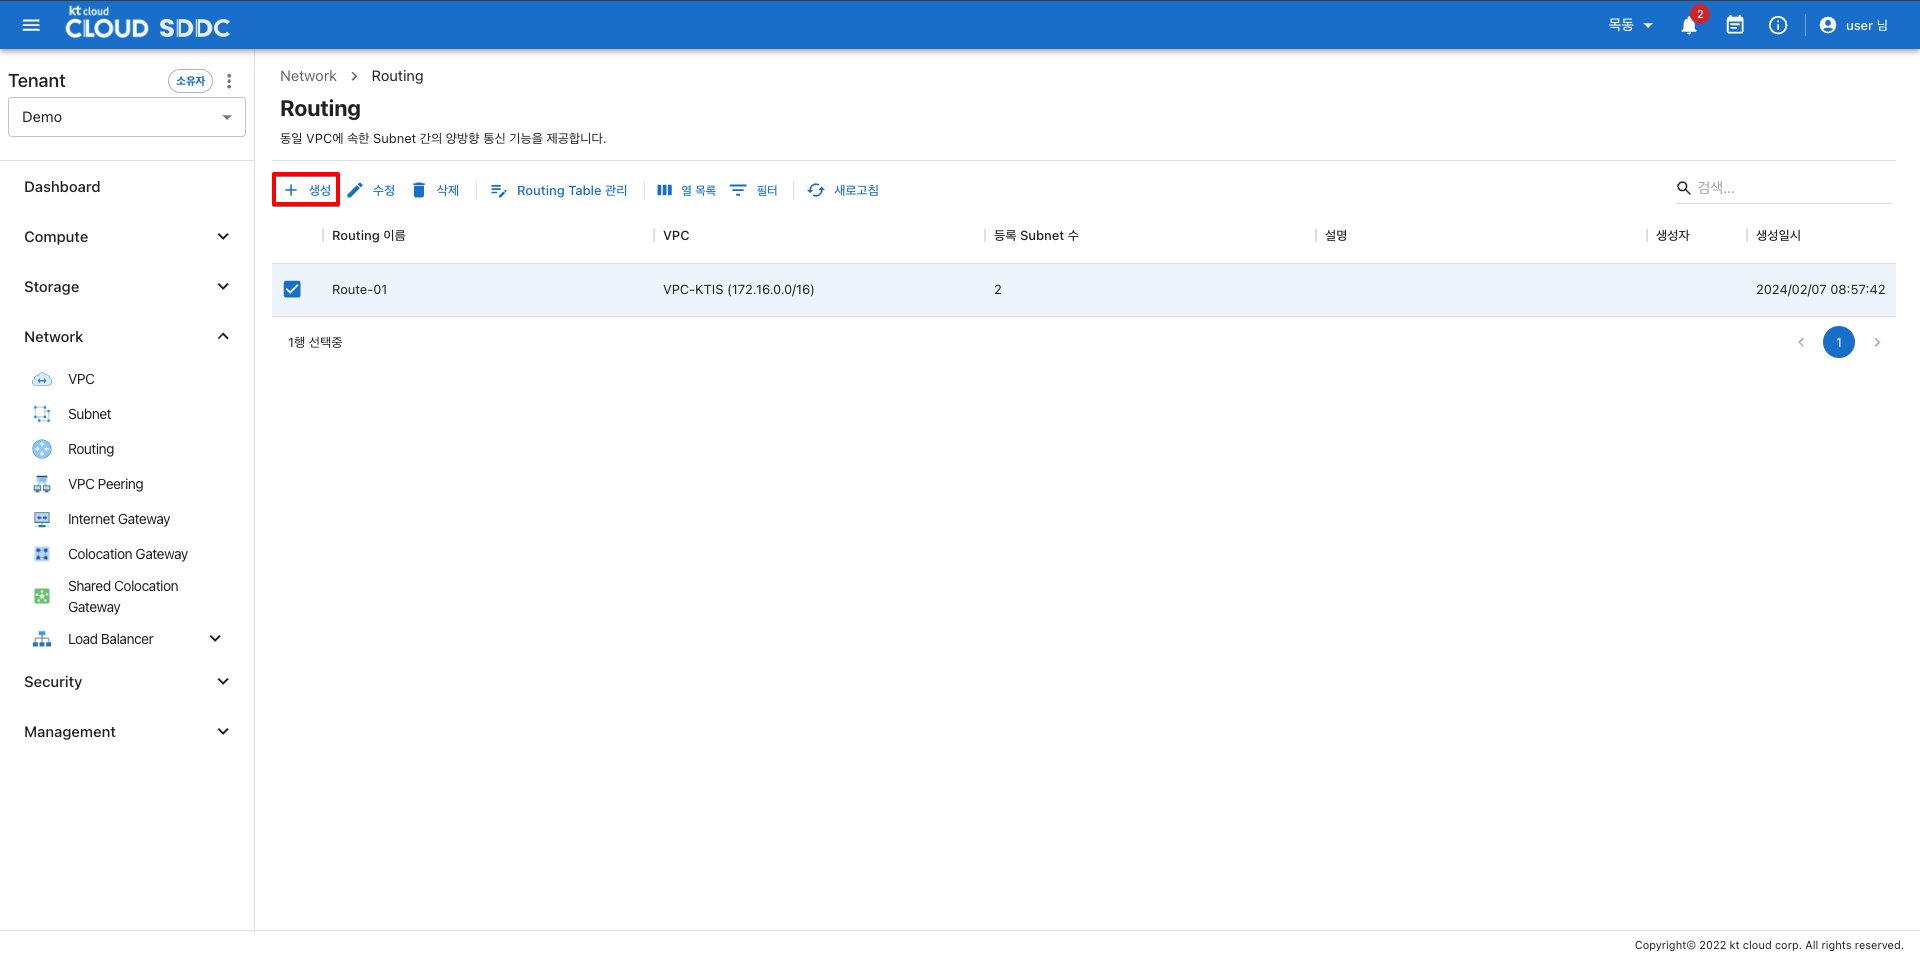 kt cloud
CLOUD SDDC
목동
2
user 님
Tenant
소유자
Demo
Dashboard
Compute
Storage
Network
VPC
Subnet
Routing
VPC Peering
Internet Gateway
Colocation Gateway
Shared Colocation
Gateway
Load Balancer
Security
Management
Network > Routing
Routing
동일 VPC에 속한 Subnet 간의 양방향 통신 기능을 제공합니다.
생성 수정 삭제 Routing Table 관리 열 목록 필터 새로고침
검색...
Routing 이름 VPC 등록 Subnet 수 설명 생성자 생성일시
Route-01 VPC-KTIS (172.16.0.0/16) 2 2024/02/07 08:57:42
1행 선택중
1
Copyright© 2022 kt cloud corp. All rights reserved.